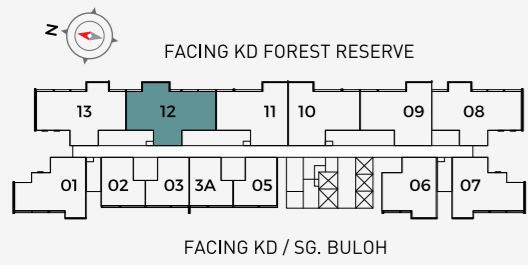 N
FACING KD FOREST RESERVE
13 12 11 10 09 08
01 02 03 3A 05 06 07
FACING KD / SG. BULOH